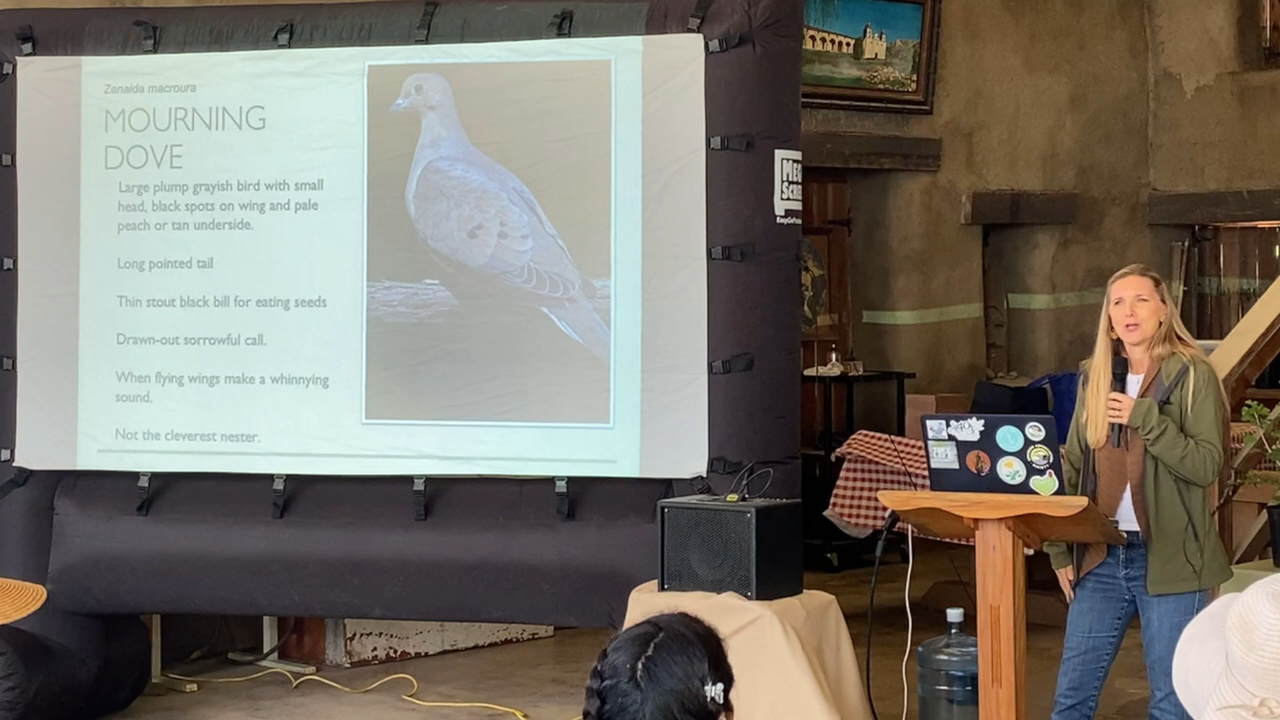 Zenaida macroura
MOURNING
DOVE
Large plump grayish bird with small
head, black spots on wing and pale
peach or tan underside.
Long pointed tail
Thin stout black bill for eating seeds
Drawn-out sorrowful call.
When flying wings make a whinnying
sound.
Not the cleverest nester.